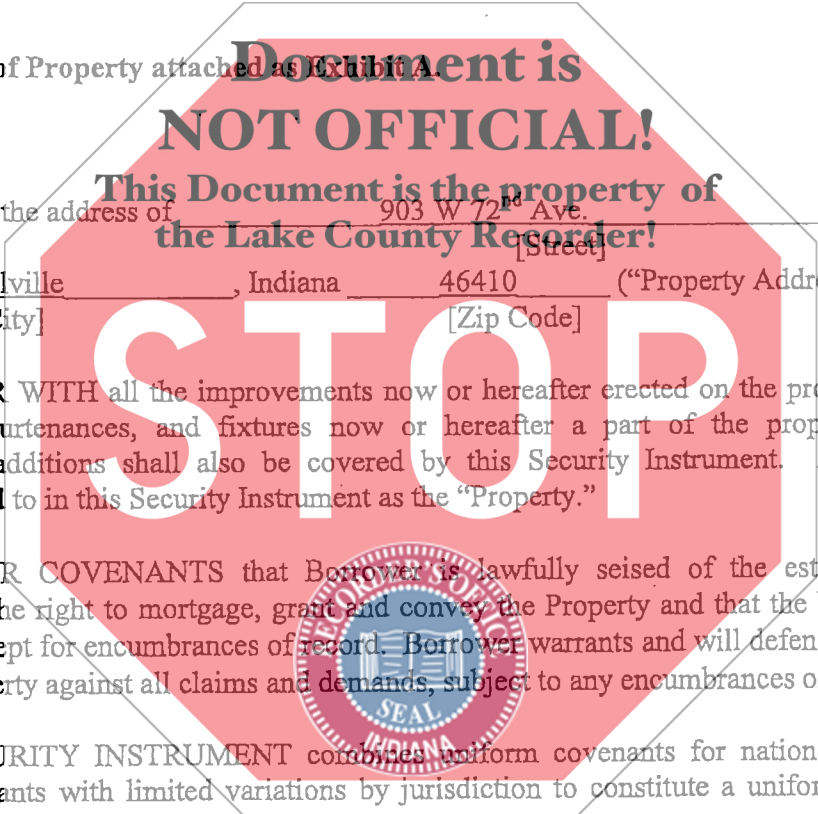 of Property attached as Exhibit A.
Document is
NOT OFFICIAL!
This Document is the property of
the Lake County Recorder!
the address of 903 W 72nd Ave.
[Street]
lville, Indiana 46410 ("Property Addr
ity] [Zip Code]
STOP
R WITH all the improvements now or hereafter erected on the pro
urtenances, and fixtures now or hereafter a part of the prop
additions shall also be covered by this Security Instrument.
d to in this Security Instrument as the "Property."
R COVENANTS that Borrower is lawfully seised of the est
he right to mortgage, grant and convey the Property and that the
ept for encumbrances of record. Borrower warrants and will defen
erty against all claims and demands, subject to any encumbrances o
RECORDER'S OFFICE
SEAL
INDIANA
URITY INSTRUMENT combines uniform covenants for nation
ants with limited variations by jurisdiction to constitute a unifor